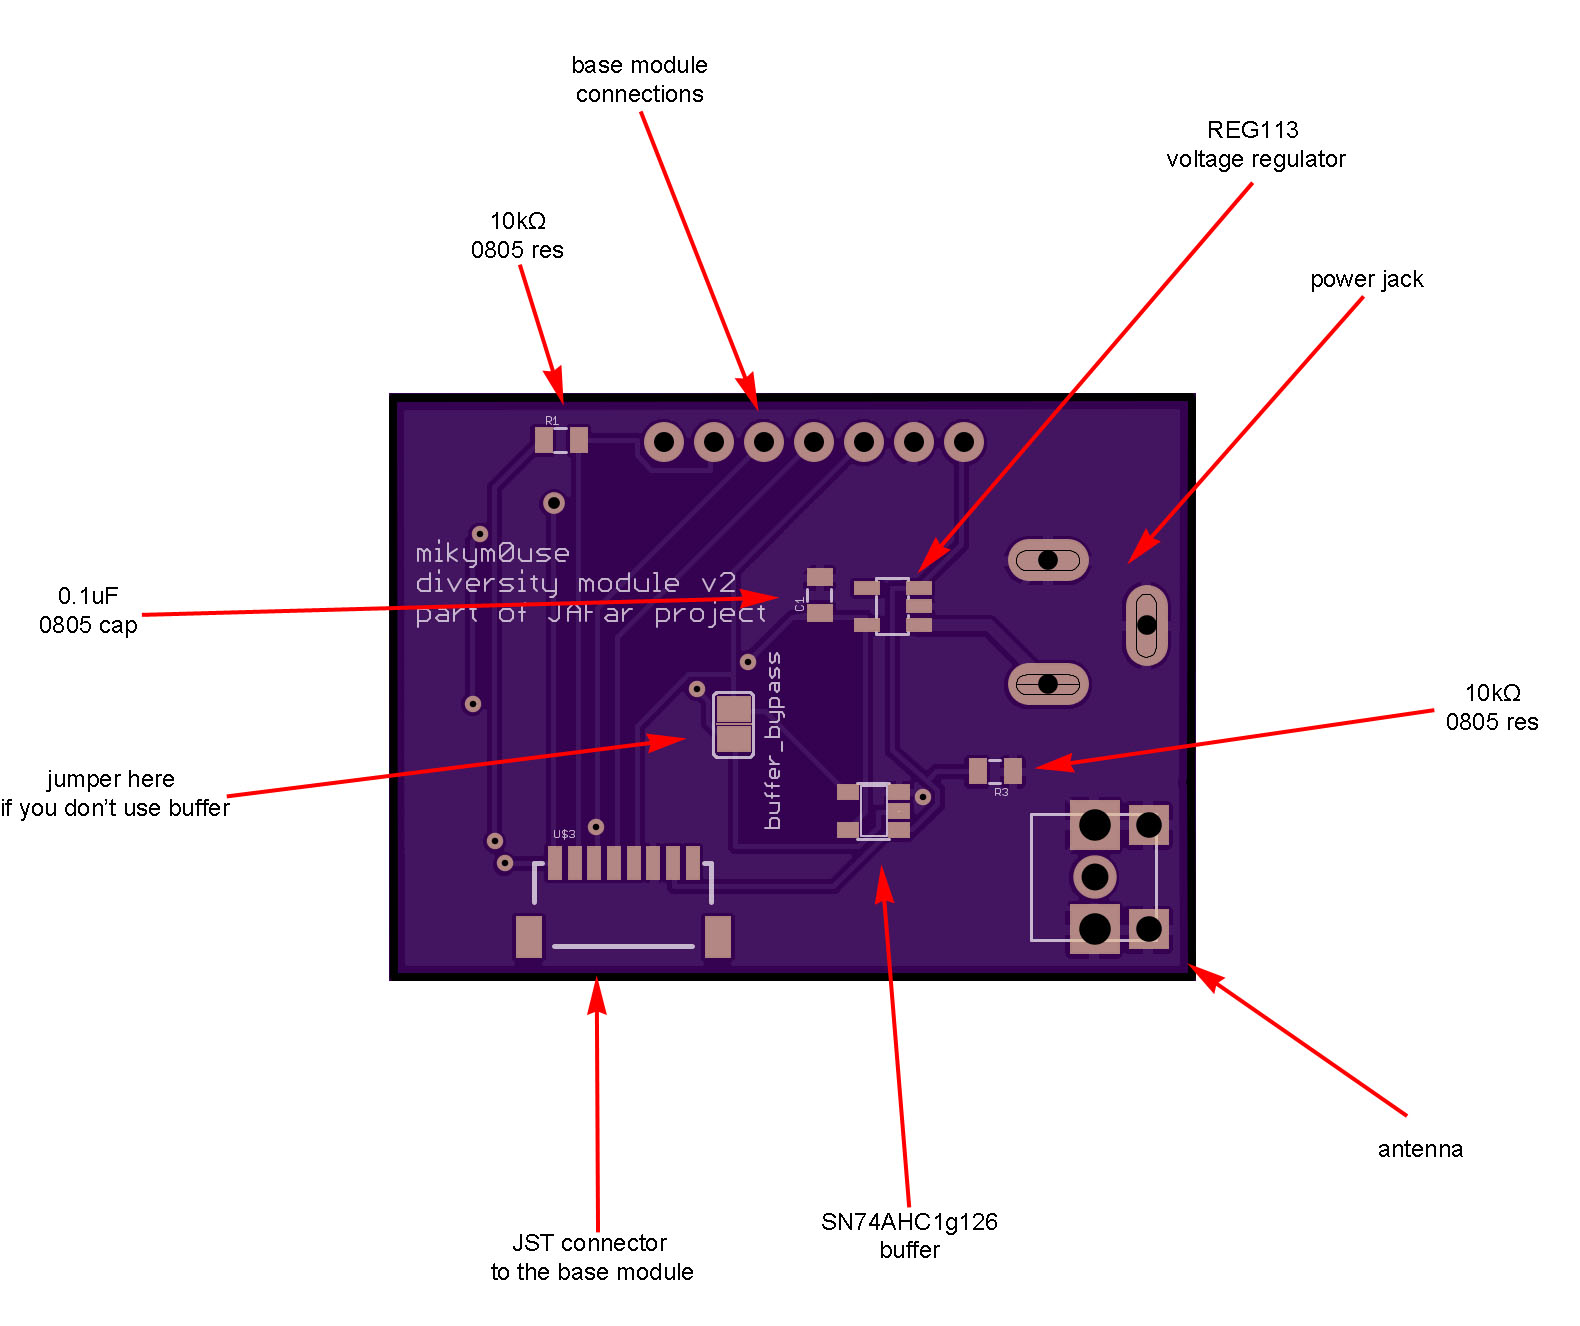 base module
connections
REG113
voltage regulator
10kΩ
0805 res
power jack
R1
mikym0use
diversity module v2
part of JAFar project
0.1uF
0805 cap
C1
buffer_bypass
10kΩ
0805 res
jumper here
if you don't use buffer
R3
U$3
antenna
SN74AHC1g126
buffer
JST connector
to the base module